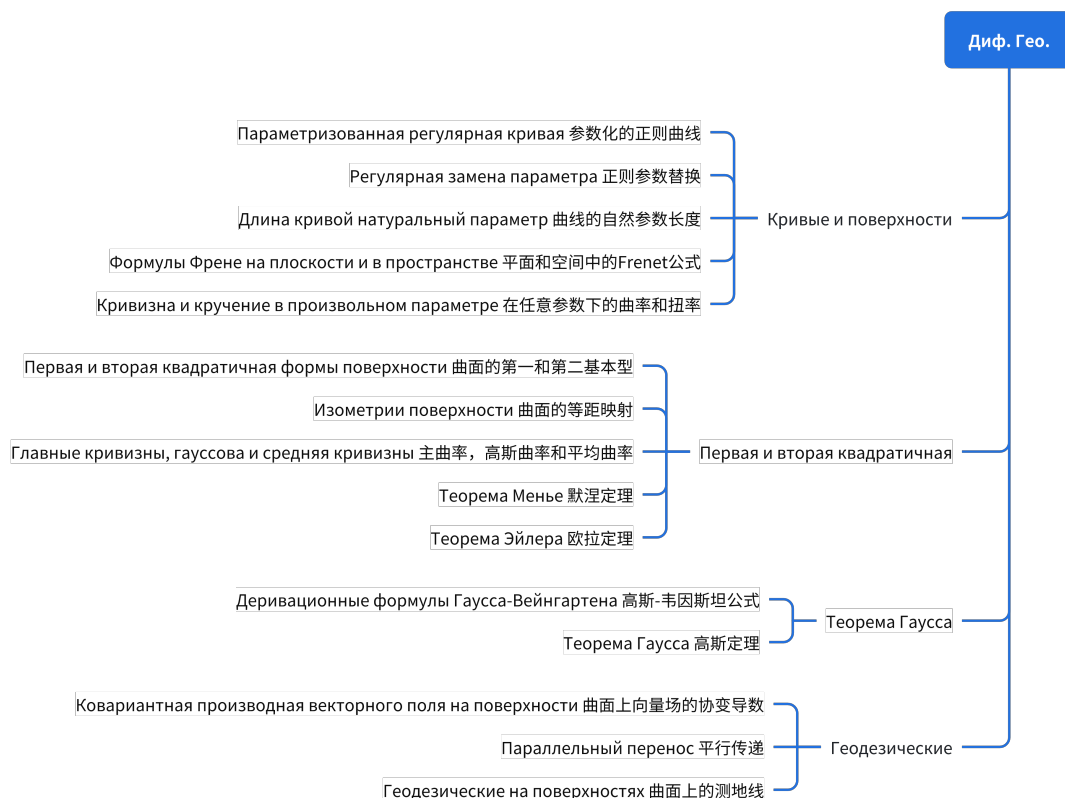 Диф. Гео.
Параметризованная регулярная кривая 参数化的正则曲线
Регулярная замена параметра 正则参数替换
Длина кривой натуральный параметр 曲线的自然参数长度
Кривые и поверхности
Формулы Френе на плоскости и в пространстве 平面和空间中的Frenet公式
Кривизна и кручение в произвольном параметре 在任意参数下的曲率和扭率
Первая и вторая квадратичная формы поверхности 曲面的第一和第二基本型
Изометрии поверхности 曲面的等距映射
Главные кривизны, гауссова и средняя кривизны 主曲率，高斯曲率和平均曲率
Первая и вторая квадратичная
Теорема Менье 默涅定理
Теорема Эйлера 欧拉定理
Деривационные формулы Гаусса-Вейнгартена 高斯-韦因斯坦公式
Теорема Гаусса
Теорема Гаусса 高斯定理
Ковариантная производная векторного поля на поверхности 曲面上向量场的协变导数
Параллельный перенос 平行传递
Геодезические
Геодезические на поверхностях 曲面上的测地线